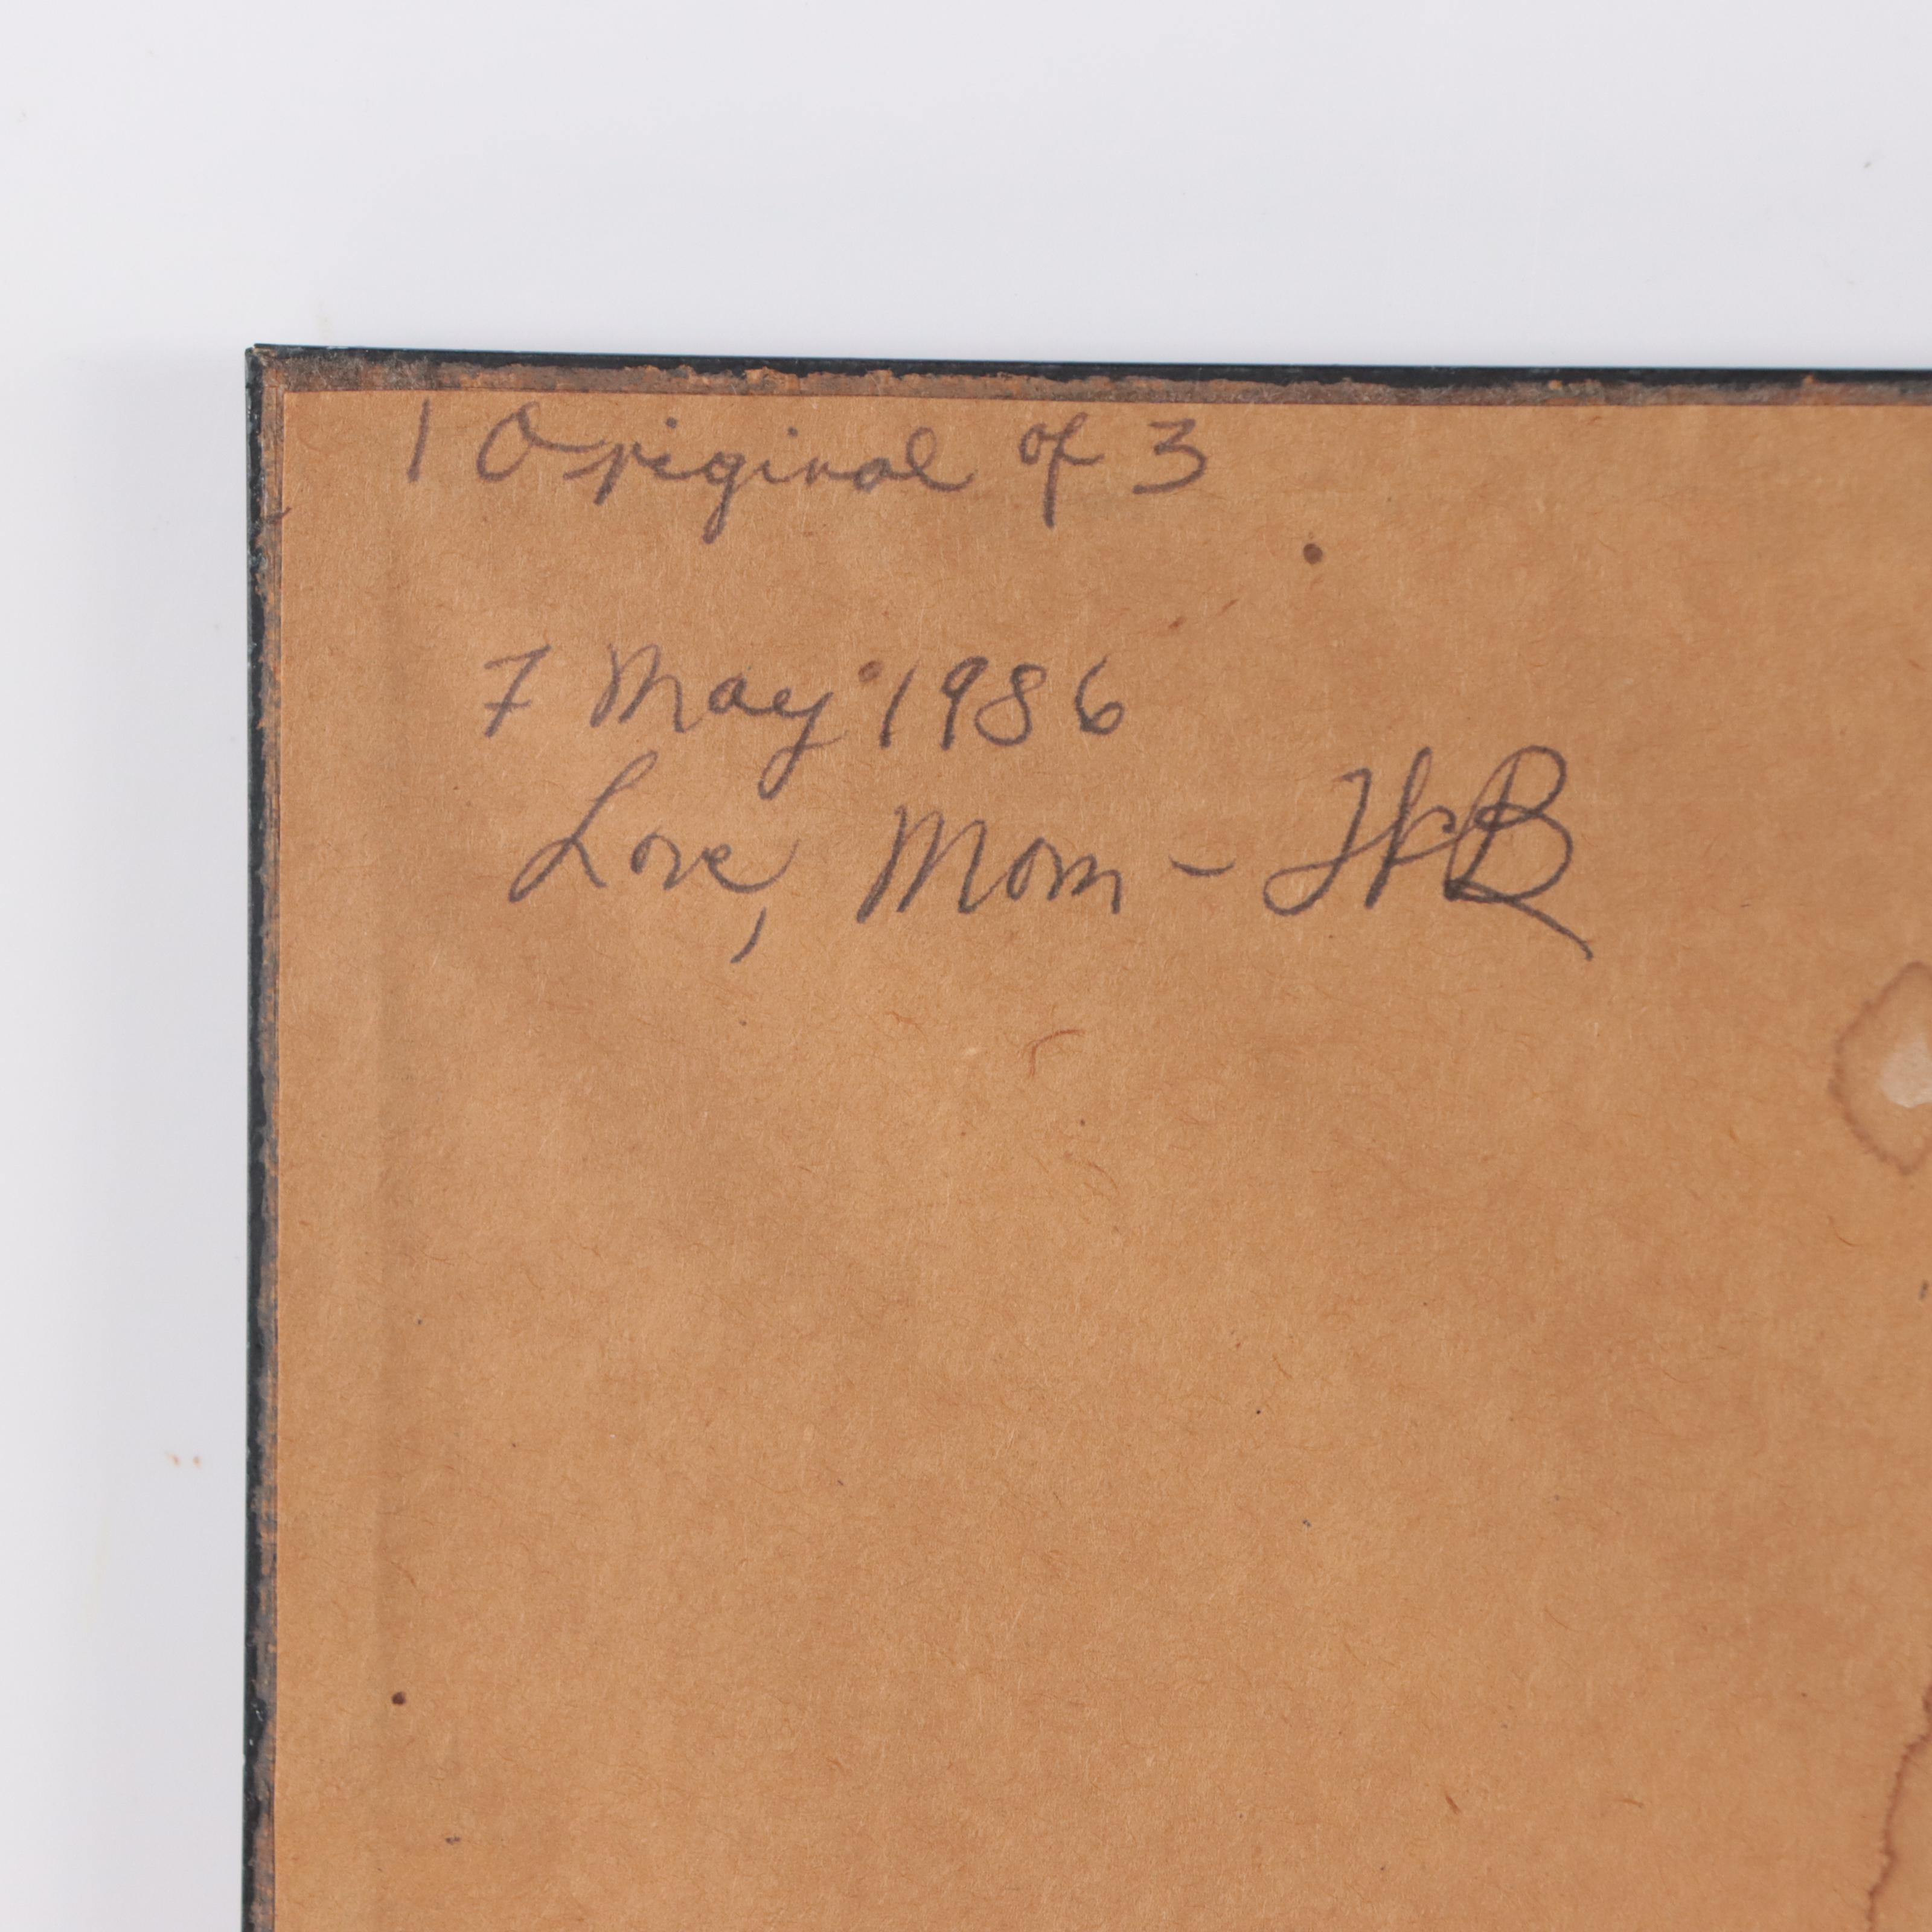 1 Original of 3
7 May 1986
Love, Mom - HB